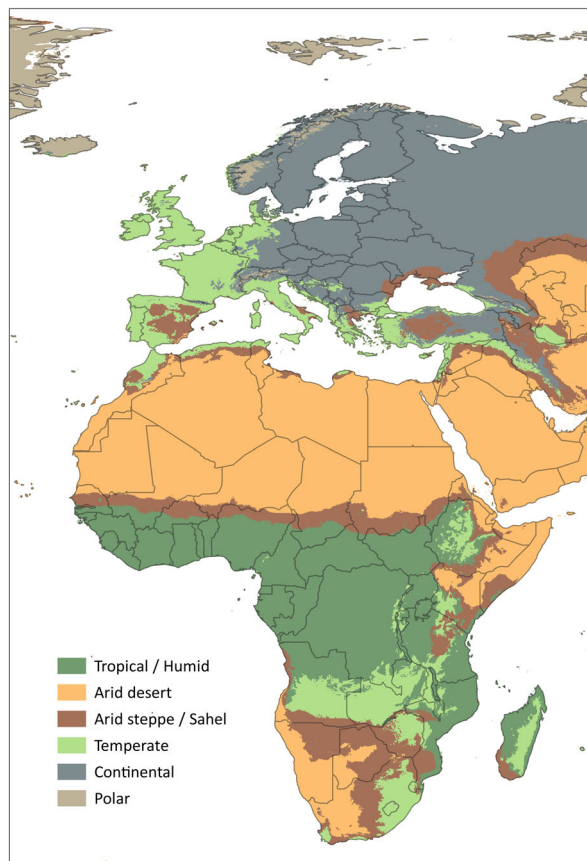 Tropical / Humid
Arid desert
Arid steppe / Sahel
Temperate
Continental
Polar